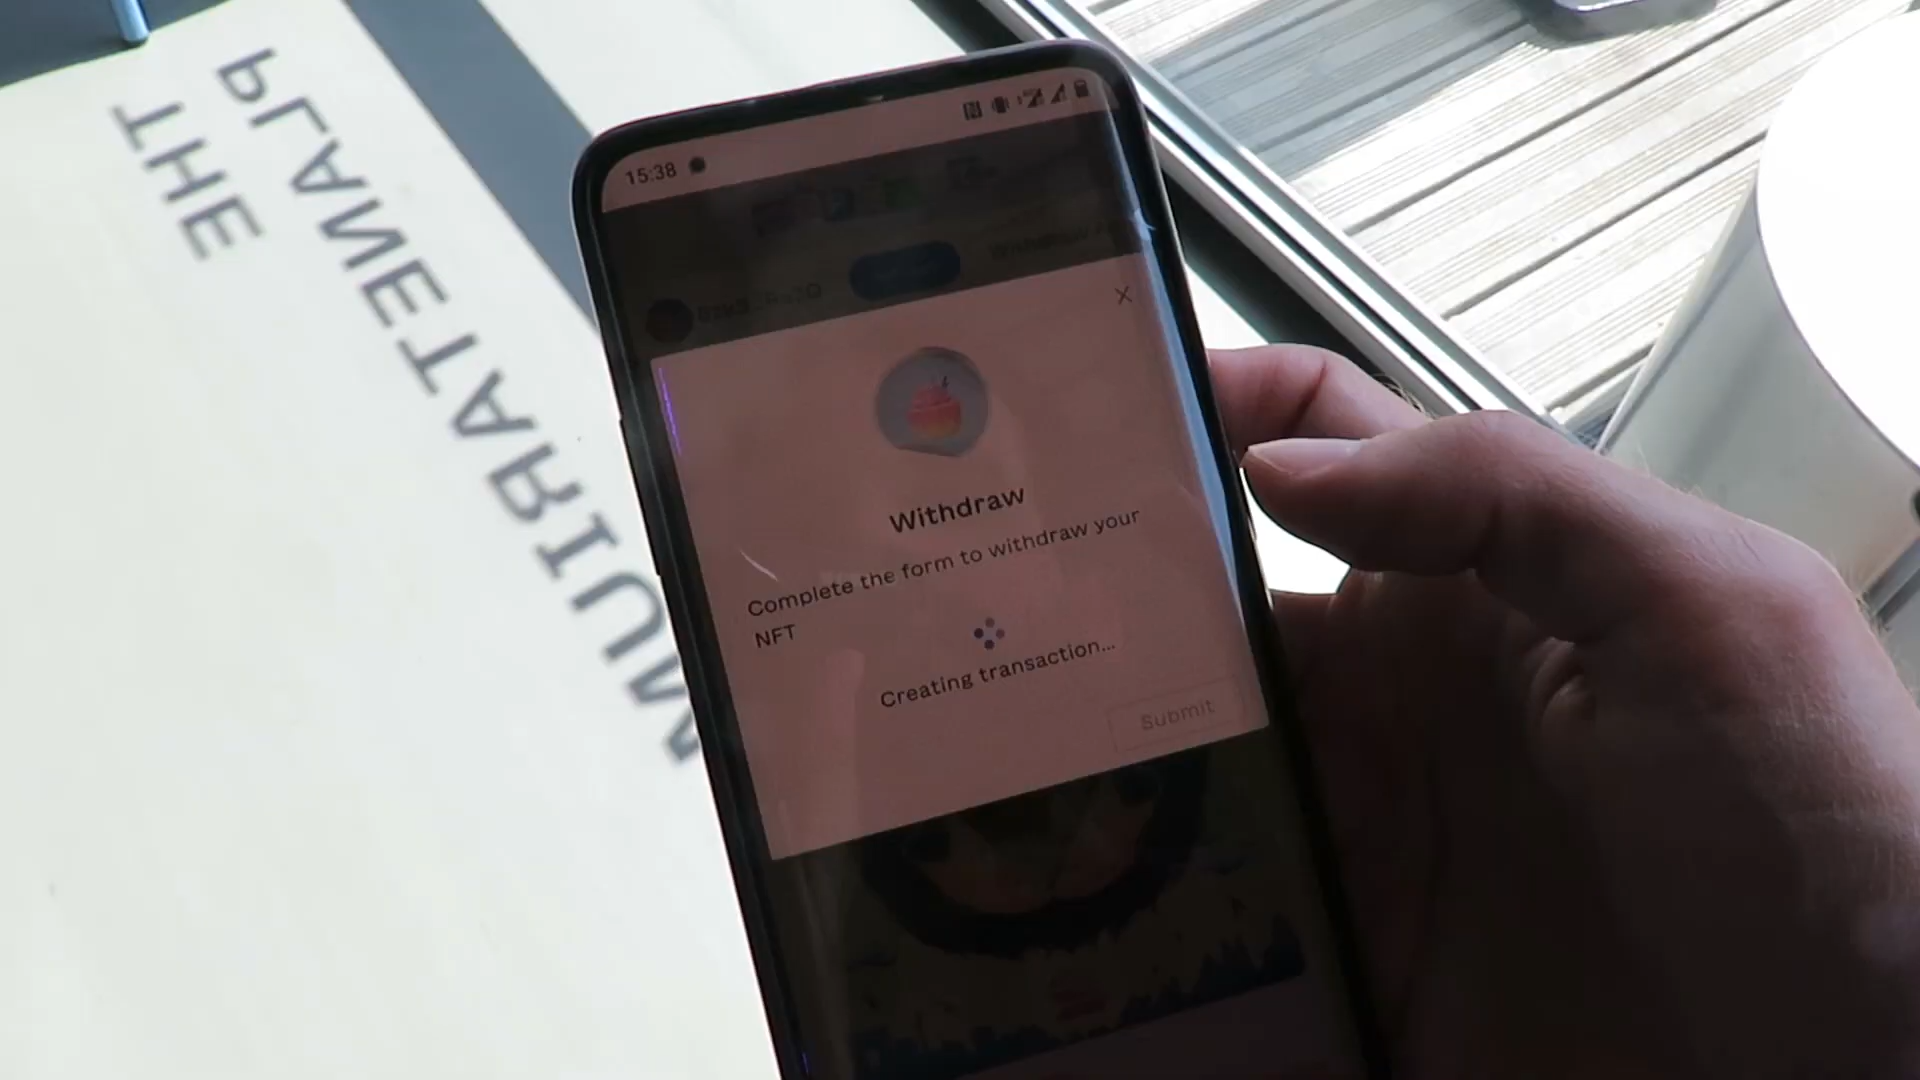 THE
PLANETARIUM
15:38
Withdraw
Complete the form to withdraw your
NFT
Creating transaction...
Submit